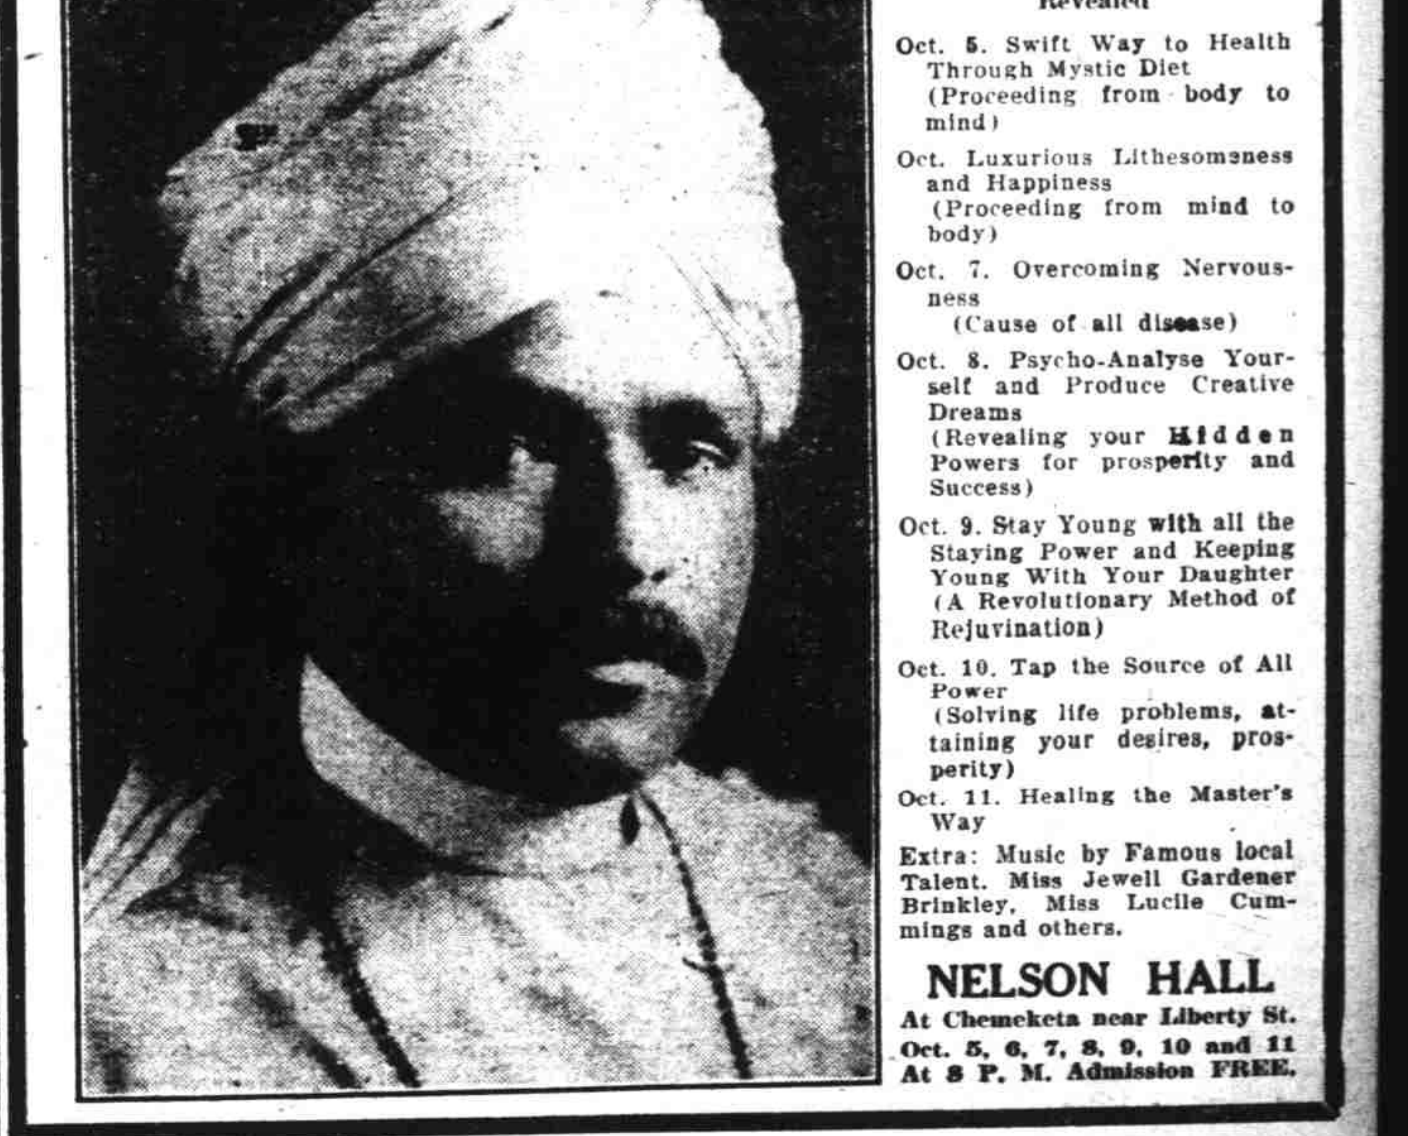 Revealed
Oct. 5. Swift Way to Health
Through Mystic Diet
(Proceeding from body to
mind)
Oct. Luxurious Lithesomeness
and Happiness
(Proceeding from mind to
body)
Oct. 7. Overcoming Nervous-
ness
(Cause of all disease)
Oct. 8. Psycho-Analyse Your-
self and Produce Creative
Dreams
(Revealing your Hidden
Powers for prosperity and
Success)
Oct. 9. Stay Young with all the
Staying Power and Keeping
Young With Your Daughter
(A Revolutionary Method of
Rejuvination)
Oct. 10. Tap the Source of All
Power
(Solving life problems, at-
taining your desires, pros-
perity)
Oct. 11. Healing the Master's
Way
Extra: Music by Famous local
Talent. Miss Jewell Gardener
Brinkley, Miss Lucile Cum-
mings and others.
NELSON HALL
At Chemeketa near Liberty St.
Oct. 5, 6, 7, 8, 9, 10 and 11
At 8 P. M. Admission FREE.